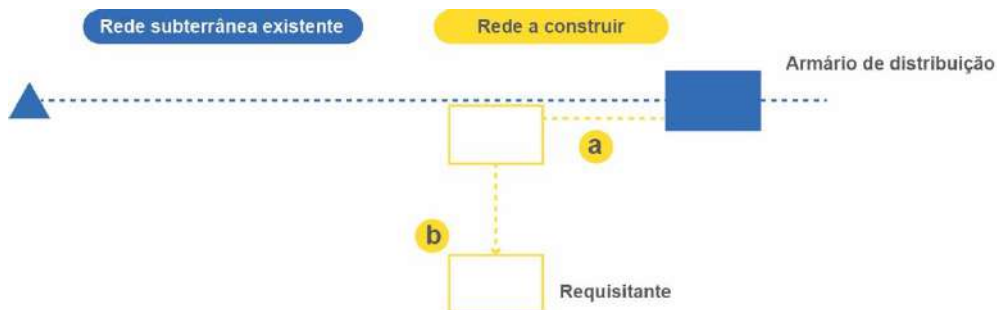 Rede subterrânea existente
Rede a construir
Armário de distribuição
a
b
Requisitante